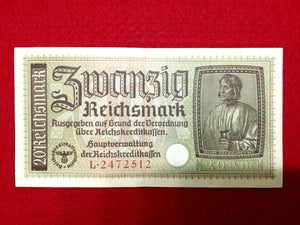 20 Reichsmark
Zwanzig
Reichsmark
Ausgegeben auf Grund der Verordnung
über Reichskreditkassen.
Hauptverwaltung
der Reichskreditkassen
L·2472512